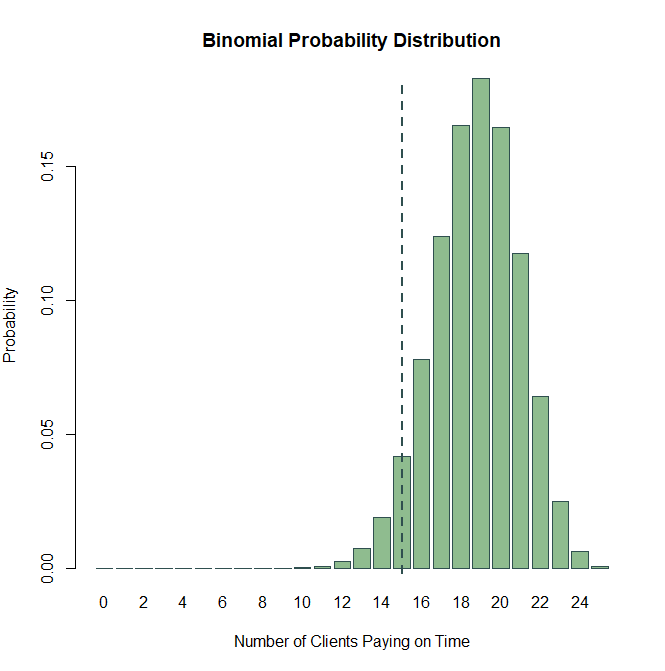 Binomial Probability Distribution
0.15
0.10
0.05
0.00
Probability
0 2 4 6 8 10 12 14 16 18 20 22 24
Number of Clients Paying on Time